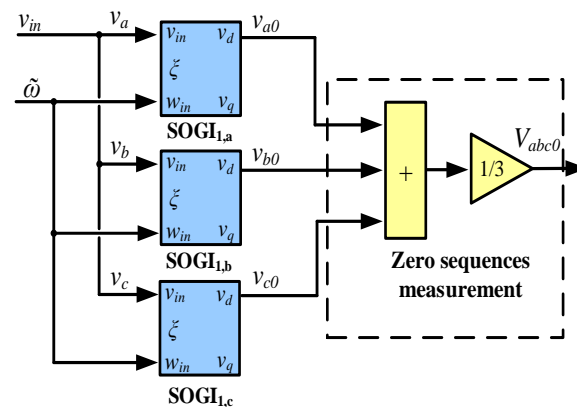 v_in v_a v_in v_d v_a0
ξ
ω̃ w_in v_q
SOGI_1,a
v_b v_in v_d v_b0
ξ
w_in v_q
SOGI_1,b
v_c v_in v_d v_c0
ξ
w_in v_q
SOGI_1,c
+
1/3
V_abc0
Zero sequences
measurement